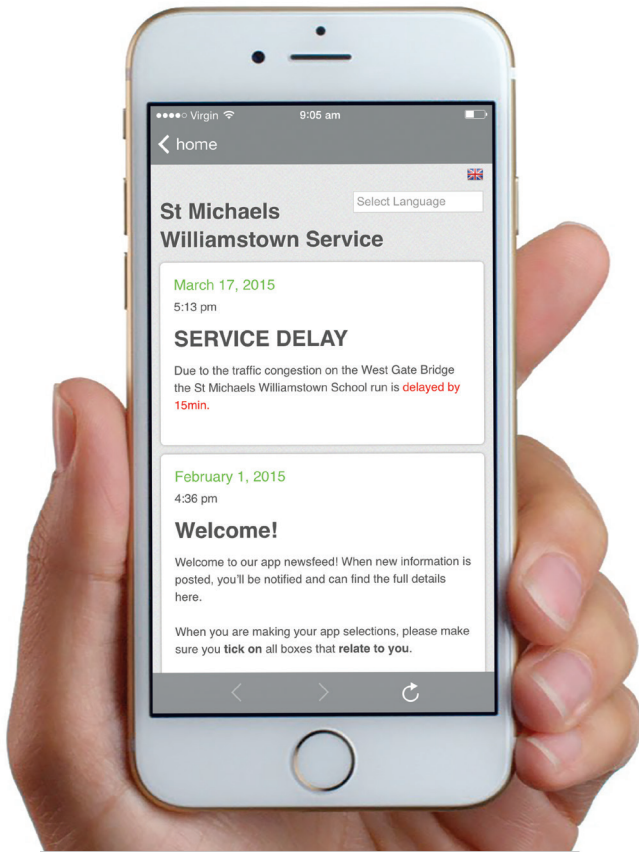 Virgin 9:05 am
home
Select Language
St Michaels
Williamstown Service
March 17, 2015
5:13 pm
SERVICE DELAY
Due to the traffic congestion on the West Gate Bridge
the St Michaels Williamstown School run is delayed by
15min.
February 1, 2015
4:36 pm
Welcome!
Welcome to our app newsfeed! When new information is
posted, you'll be notified and can find the full details
here.
When you are making your app selections, please make
sure you tick on all boxes that relate to you.